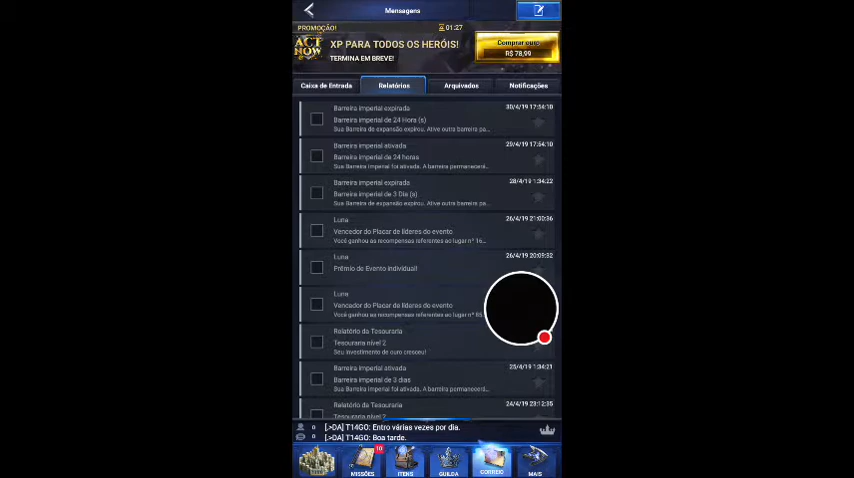 Mensagens
PROMOÇÃO!
01:27
ACT NOW
XP PARA TODOS OS HERÓIS!
TERMINA EM BREVE!
Comprar ouro
R$ 78,99
Caixa de Entrada
Relatórios
Arquivados
Notificações
Barreira imperial expirada
30/4/19 17:54:10
Barreira imperial de 24 Hora (s)
Sua Barreira de expansão expirou. Ative outra barreira pa...
Barreira imperial ativada
29/4/19 17:54:10
Barreira imperial de 24 horas
Sua Barreira imperial foi ativada. A barreira permanecerá...
Barreira imperial expirada
28/4/19 1:34:22
Barreira imperial de 3 Dia (s)
Sua Barreira de expansão expirou. Ative outra barreira pa...
Luna
26/4/19 21:00:36
Vencedor do Placar de líderes do evento
Você ganhou as recompensas referentes ao lugar nº 16...
Luna
26/4/19 20:09:32
Prêmio de Evento individual!
Luna
Vencedor do Placar de líderes do evento
Você ganhou as recompensas referentes ao lugar nº 85
Relatório da Tesouraria
Tesouraria nível 2
Seu investimento de ouro cresceu!
Barreira imperial ativada
25/4/19 1:34:21
Barreira imperial de 3 dias
Sua Barreira imperial foi ativada. A barreira permanecerá...
Relatório da Tesouraria
24/4/19 23:12:35
Tesouraria nível 2
0 [.>DA] T14GO: Entro várias vezes por dia.
0 [.>DA] T14GO: Boa tarde.
10
MISSÕES
ITENS
GUILDA
CORREIO
MAIS